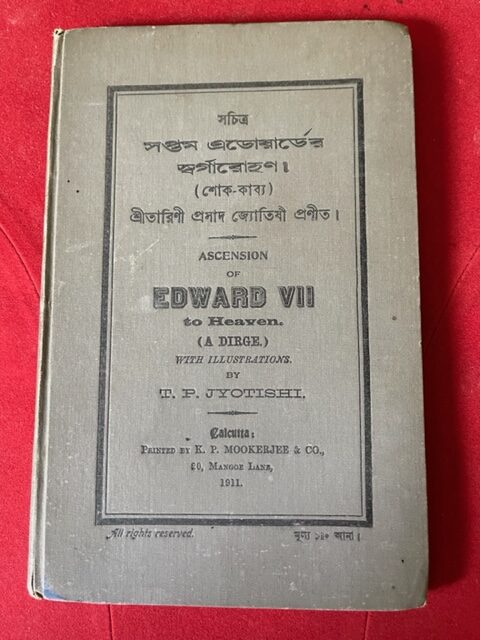 সচিত্র
সপ্তম এডোয়ার্ডের
স্বর্গারোহণ।
(শোক-কাব্য)
শ্রীতারিণী প্রসাদ জ্যোতিষী প্রণীত।
ASCENSION
OF
EDWARD VII
to Heaven.
(A DIRGE.)
WITH ILLUSTRATIONS.
BY
T. P. JYOTISHI.
Calcutta:
PRINTED BY K. P. MOOKERJEE & CO.,
20, MANGOE LANE,
1911.
All rights reserved.
মূল্য আনা।